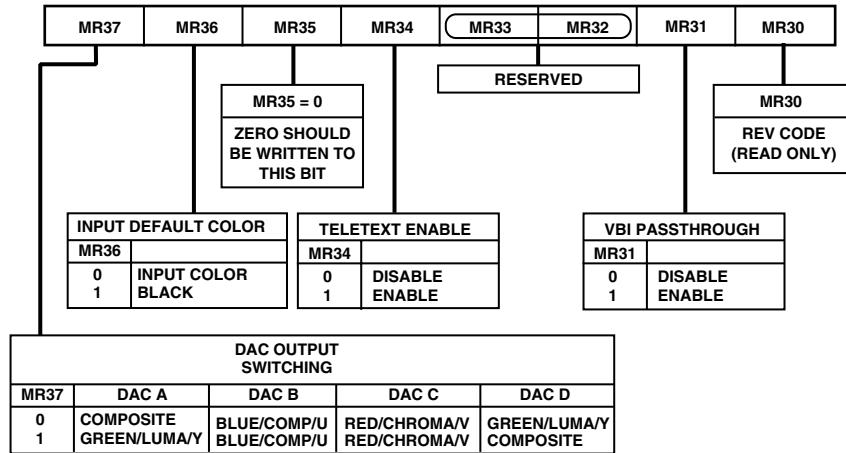 MR37 MR36 MR35 MR34 MR33 MR32 MR31 MR30
RESERVED
MR35 = 0
ZERO SHOULD
BE WRITTEN TO
THIS BIT
MR30
REV CODE
(READ ONLY)
INPUT DEFAULT COLOR
MR36
0 INPUT COLOR
1 BLACK
TELETEXT ENABLE
MR34
0 DISABLE
1 ENABLE
VBI PASSTHROUGH
MR31
0 DISABLE
1 ENABLE
DAC OUTPUT
SWITCHING
MR37 DAC A DAC B DAC C DAC D
0 COMPOSITE BLUE/COMP/U RED/CHROMA/V GREEN/LUMA/Y
1 GREEN/LUMA/Y BLUE/COMP/U RED/CHROMA/V COMPOSITE